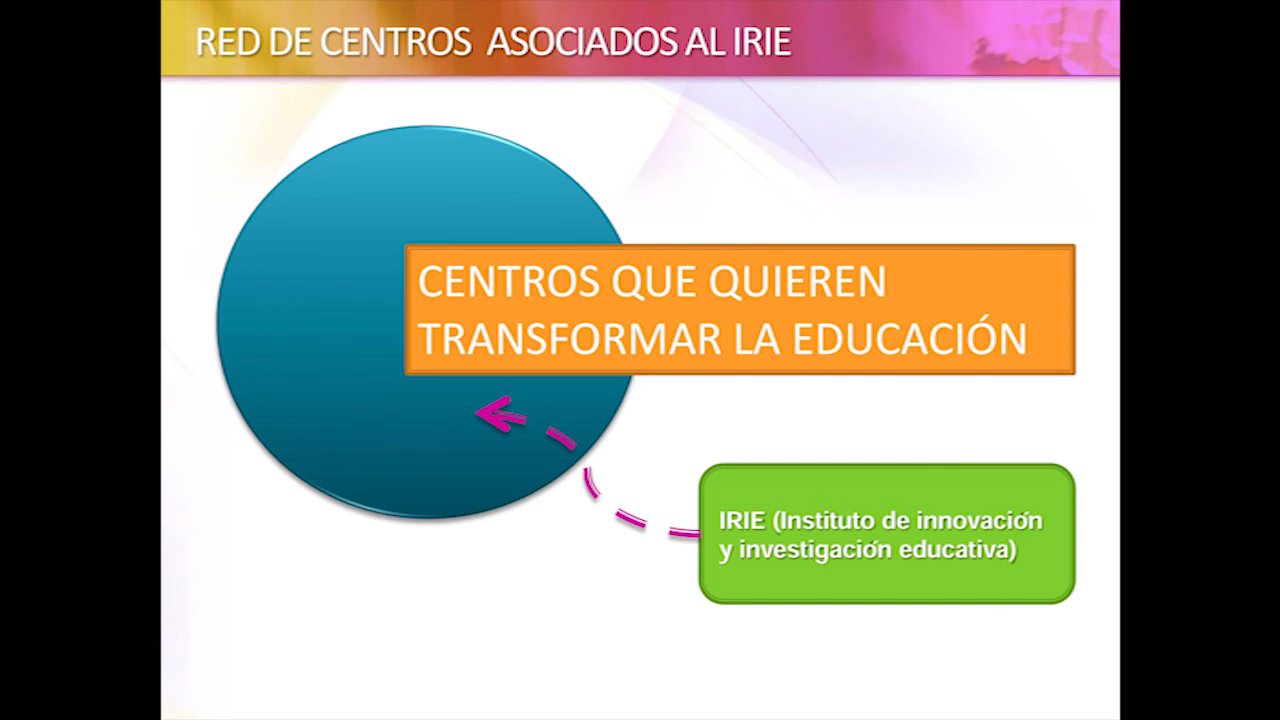 RED DE CENTROS ASOCIADOS AL IRIE
CENTROS QUE QUIEREN
TRANSFORMAR LA EDUCACIÓN
IRIE (Instituto de innovación
y investigación educativa)